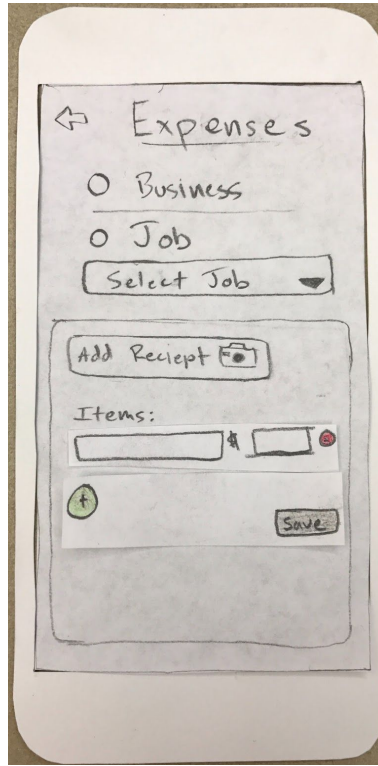 Expenses
Business
Job
Select Job
Add Reciept
Items:
$
+
Save